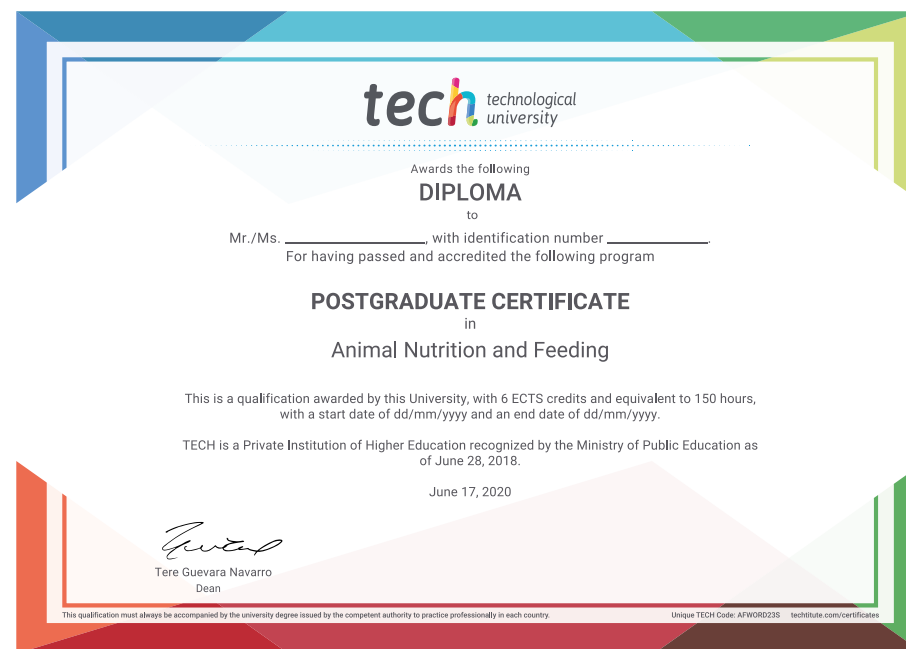 tech technological
university
Awards the following
DIPLOMA
to
Mr./Ms. ____________________, with identification number ______________.
For having passed and accredited the following program
POSTGRADUATE CERTIFICATE
in
Animal Nutrition and Feeding
This is a qualification awarded by this University, with 6 ECTS credits and equivalent to 150 hours,
with a start date of dd/mm/yyyy and an end date of dd/mm/yyyy.
TECH is a Private Institution of Higher Education recognized by the Ministry of Public Education as
of June 28, 2018.
June 17, 2020
Tere Guevara Navarro
Dean
This qualification must always be accompanied by the university degree issued by the competent authority to practice professionally in each country.
Unique TECH Code: AFWORD23S techtitute.com/certificates